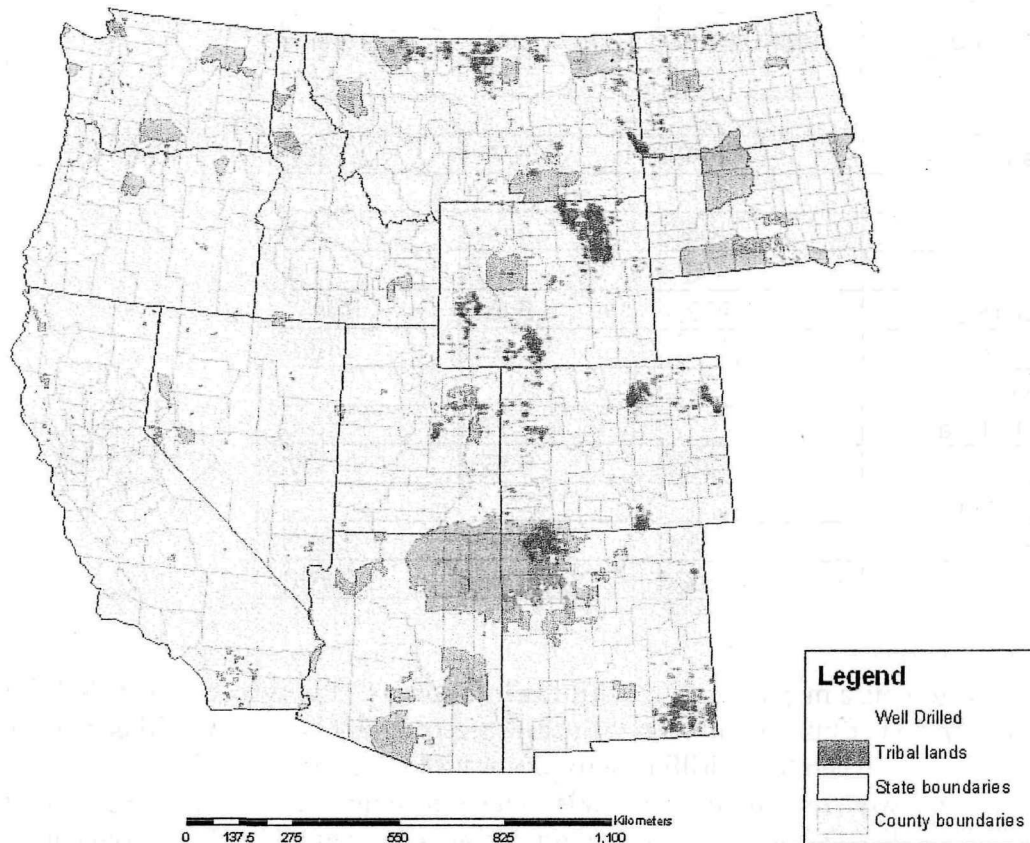 Legend
Well Drilled
Tribal lands
State boundaries
County boundaries
Kilometers
0 137.5 275 550 825 1,100